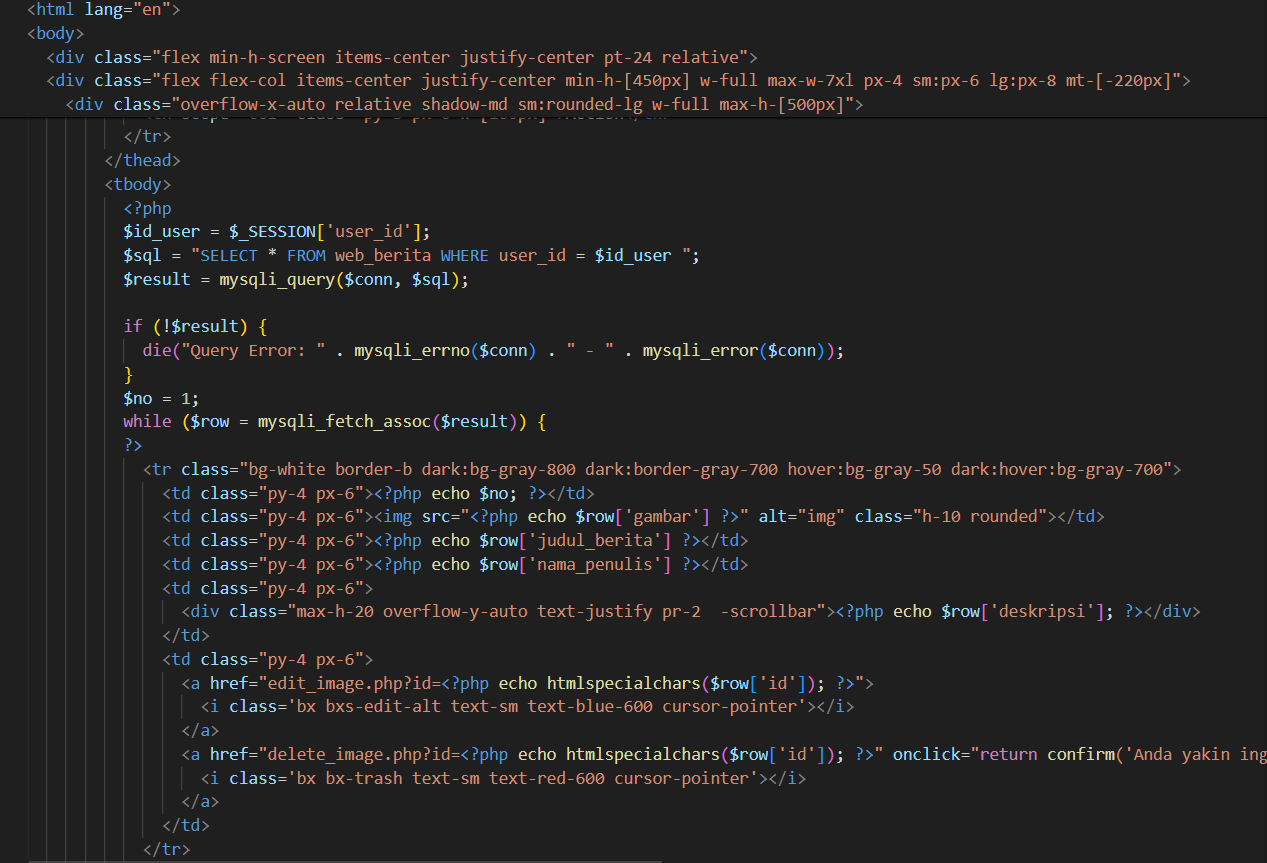 <html lang="en">
<body>
<div class="flex min-h-screen items-center justify-center pt-24 relative">
<div class="flex flex-col items-center justify-center min-h-[450px] w-full max-w-7xl px-4 sm:px-6 lg:px-8 mt-[-220px]">
<div class="overflow-x-auto relative shadow-md sm:rounded-lg w-full max-h-[500px]">
</tr>
</thead>
<tbody>
<?php
$id_user = $_SESSION['user_id'];
$sql = "SELECT * FROM web_berita WHERE user_id = $id_user ";
$result = mysqli_query($conn, $sql);
if (!$result) {
die("Query Error: " . mysqli_errno($conn) . " - " . mysqli_error($conn));
}
$no = 1;
while ($row = mysqli_fetch_assoc($result)) {
?>
<tr class="bg-white border-b dark:bg-gray-800 dark:border-gray-700 hover:bg-gray-50 dark:hover:bg-gray-700">
<td class="py-4 px-6"><?php echo $no; ?></td>
<td class="py-4 px-6"><img src="<?php echo $row['gambar'] ?>" alt="img" class="h-10 rounded"></td>
<td class="py-4 px-6"><?php echo $row['judul_berita'] ?></td>
<td class="py-4 px-6"><?php echo $row['nama_penulis'] ?></td>
<td class="py-4 px-6">
<div class="max-h-20 overflow-y-auto text-justify pr-2  -scrollbar"><?php echo $row['deskripsi']; ?></div>
</td>
<td class="py-4 px-6">
<a href="edit_image.php?id=<?php echo htmlspecialchars($row['id']); ?>">
<i class='bx bxs-edit-alt text-sm text-blue-600 cursor-pointer'></i>
</a>
<a href="delete_image.php?id=<?php echo htmlspecialchars($row['id']); ?>" onclick="return confirm('Anda yakin ing
<i class='bx bx-trash text-sm text-red-600 cursor-pointer'></i>
</a>
</td>
</tr>